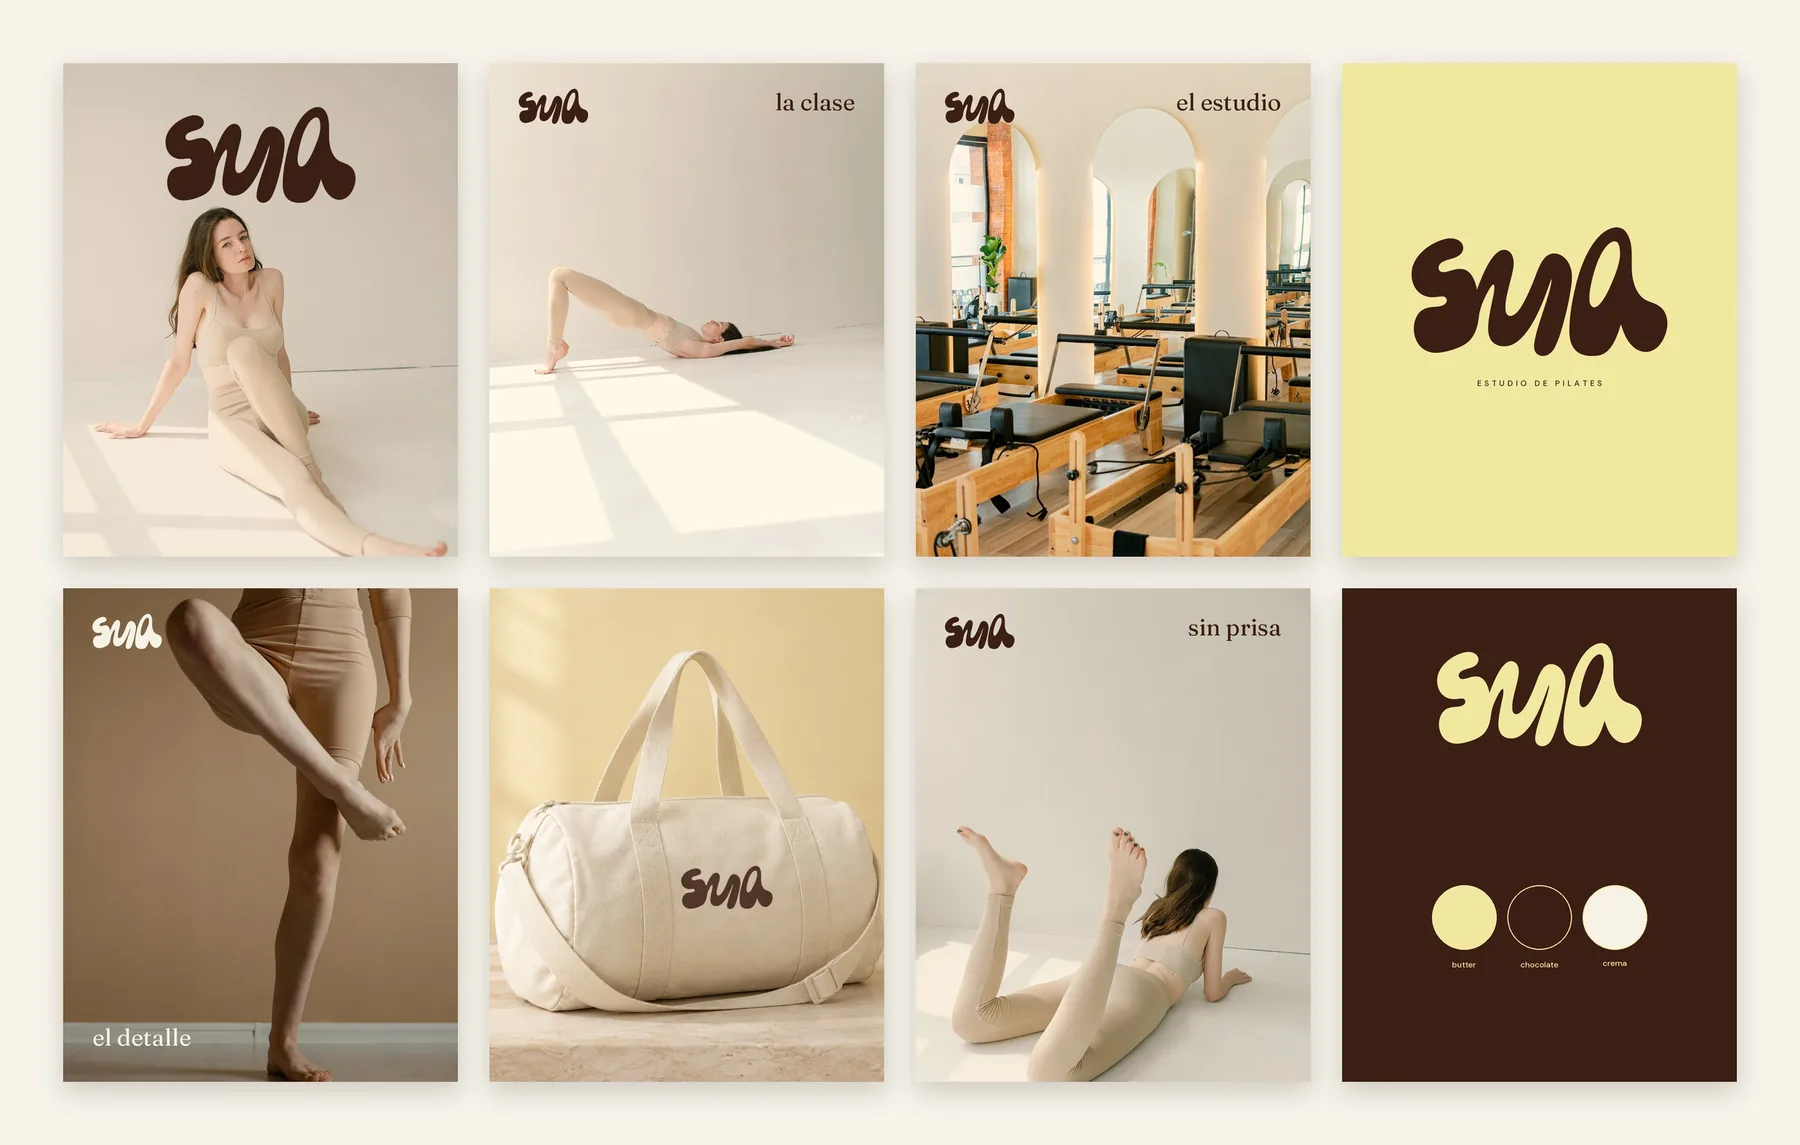 sua
sua
la clase
sua
el estudio
sua
ESTUDIO DE PILATES
sua
el detalle
sua
sua
sin prisa
sua
butter
chocolate
crema